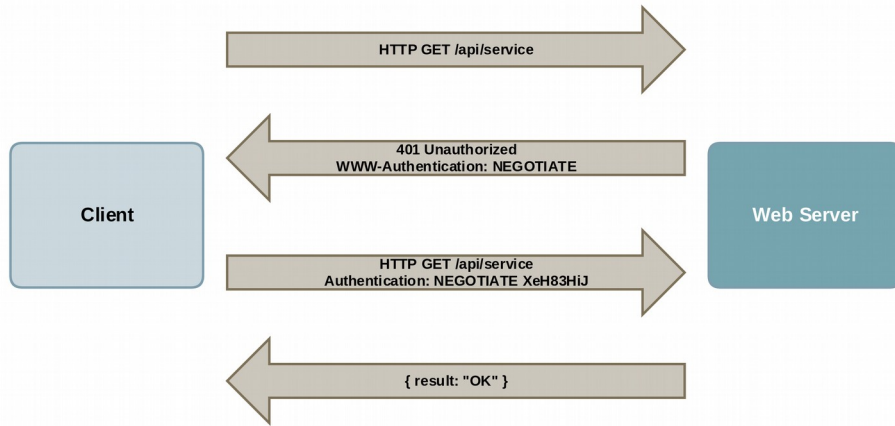 HTTP GET /api/service
401 Unauthorized
WWW-Authentication: NEGOTIATE
Client
Web Server
HTTP GET /api/service
Authentication: NEGOTIATE XeH83HiJ
{ result: "OK" }